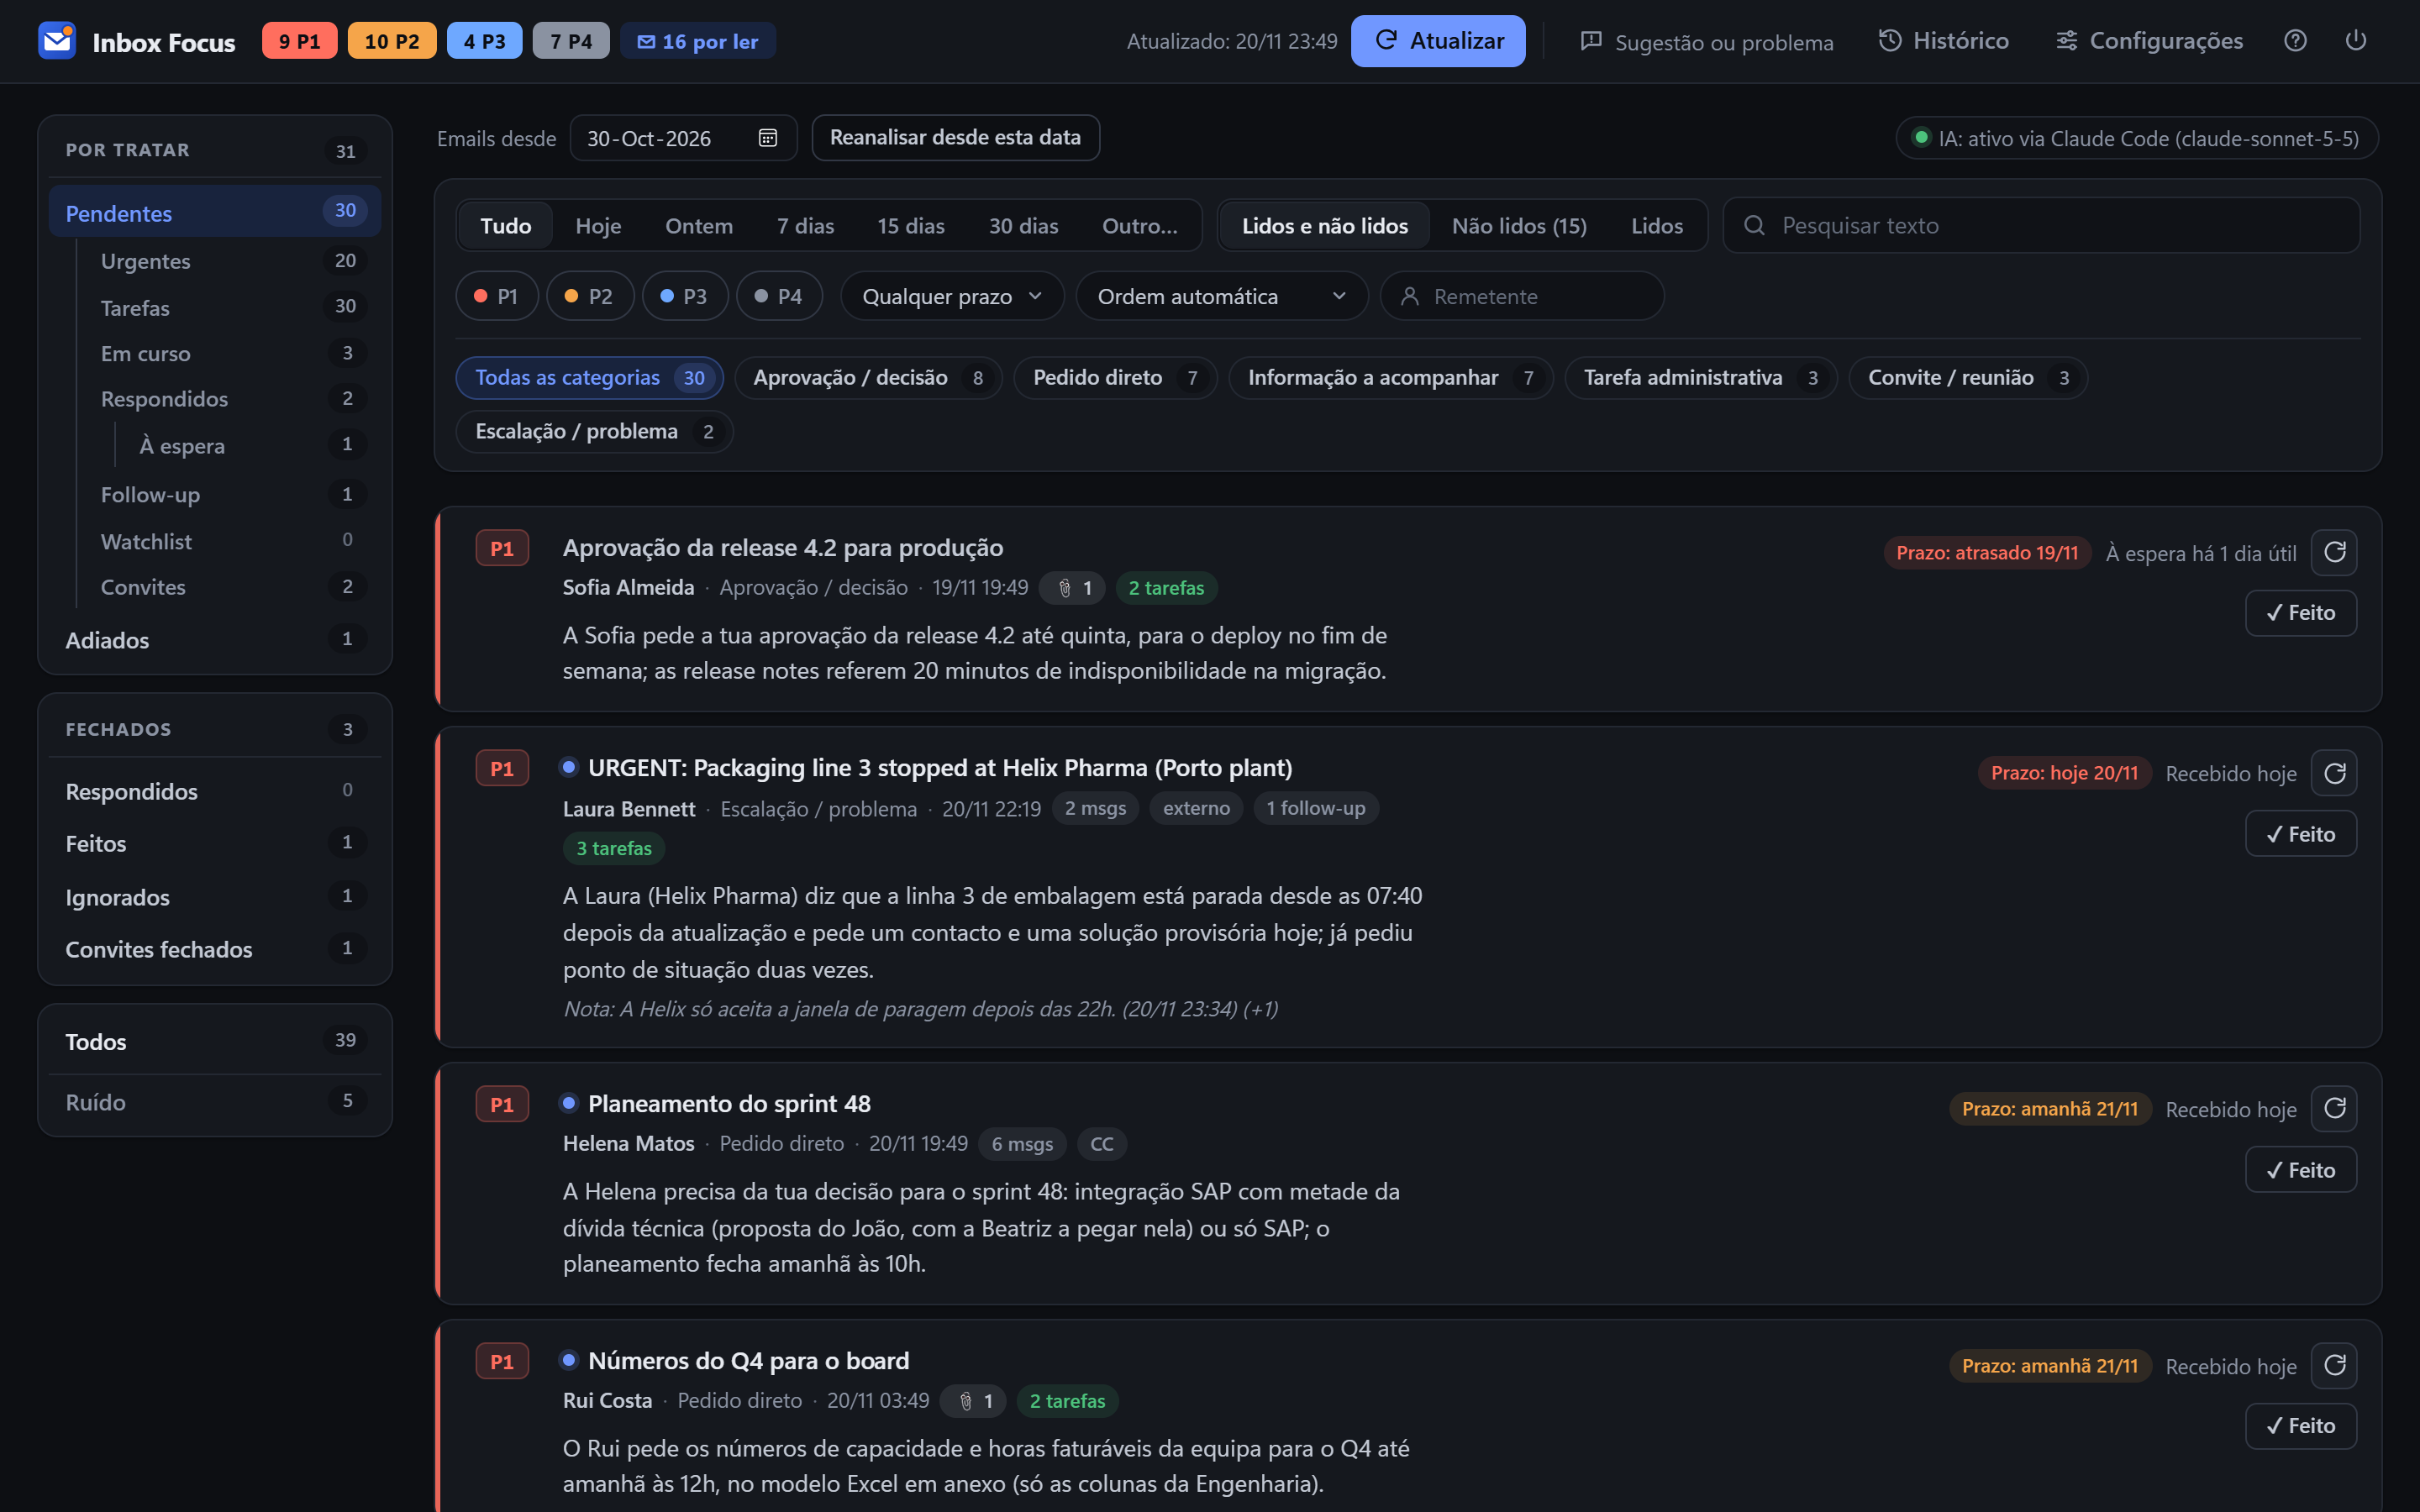 Inbox Focus 9 P1 10 P2 4 P3 7 P4 16 por ler Atualizado: 20/11 23:49 Atualizar Sugestão ou problema Histórico Configurações
POR TRATAR 31
Pendentes 30
Urgentes 20
Tarefas 30
Em curso 3
Respondidos 2
À espera 1
Follow-up 1
Watchlist 0
Convites 2
Adiados 1
FECHADOS 3
Respondidos 0
Feitos 1
Ignorados 1
Convites fechados 1
Todos 39
Ruído 5
Emails desde 30-Oct-2026 Reanalisar desde esta data IA: ativo via Claude Code (claude-sonnet-5-5)
Tudo Hoje Ontem 7 dias 15 dias 30 dias Outro... Lidos e não lidos Não lidos (15) Lidos Pesquisar texto
P1 P2 P3 P4 Qualquer prazo Ordem automática Remetente
Todas as categorias 30 Aprovação / decisão 8 Pedido direto 7 Informação a acompanhar 7 Tarefa administrativa 3 Convite / reunião 3
Escalação / problema 2
P1 Aprovação da release 4.2 para produção Prazo: atrasado 19/11 À espera há 1 dia útil
Sofia Almeida · Aprovação / decisão · 19/11 19:49 1 2 tarefas
✓ Feito
A Sofia pede a tua aprovação da release 4.2 até quinta, para o deploy no fim de
semana; as release notes referem 20 minutos de indisponibilidade na migração.
P1 URGENT: Packaging line 3 stopped at Helix Pharma (Porto plant) Prazo: hoje 20/11 Recebido hoje
Laura Bennett · Escalação / problema · 20/11 22:19 2 msgs externo 1 follow-up
✓ Feito
3 tarefas
A Laura (Helix Pharma) diz que a linha 3 de embalagem está parada desde as 07:40
depois da atualização e pede um contacto e uma solução provisória hoje; já pediu
ponto de situação duas vezes.
Nota: A Helix só aceita a janela de paragem depois das 22h. (20/11 23:34) (+1)
P1 Planeamento do sprint 48 Prazo: amanhã 21/11 Recebido hoje
Helena Matos · Pedido direto · 20/11 19:49 6 msgs CC
✓ Feito
A Helena precisa da tua decisão para o sprint 48: integração SAP com metade da
dívida técnica (proposta do João, com a Beatriz a pegar nela) ou só SAP; o
planeamento fecha amanhã às 10h.
P1 Números do Q4 para o board Prazo: amanhã 21/11 Recebido hoje
Rui Costa · Pedido direto · 20/11 03:49 1 2 tarefas
✓ Feito
O Rui pede os números de capacidade e horas faturáveis da equipa para o Q4 até
amanhã às 12h, no modelo Excel em anexo (só as colunas da Engenharia).